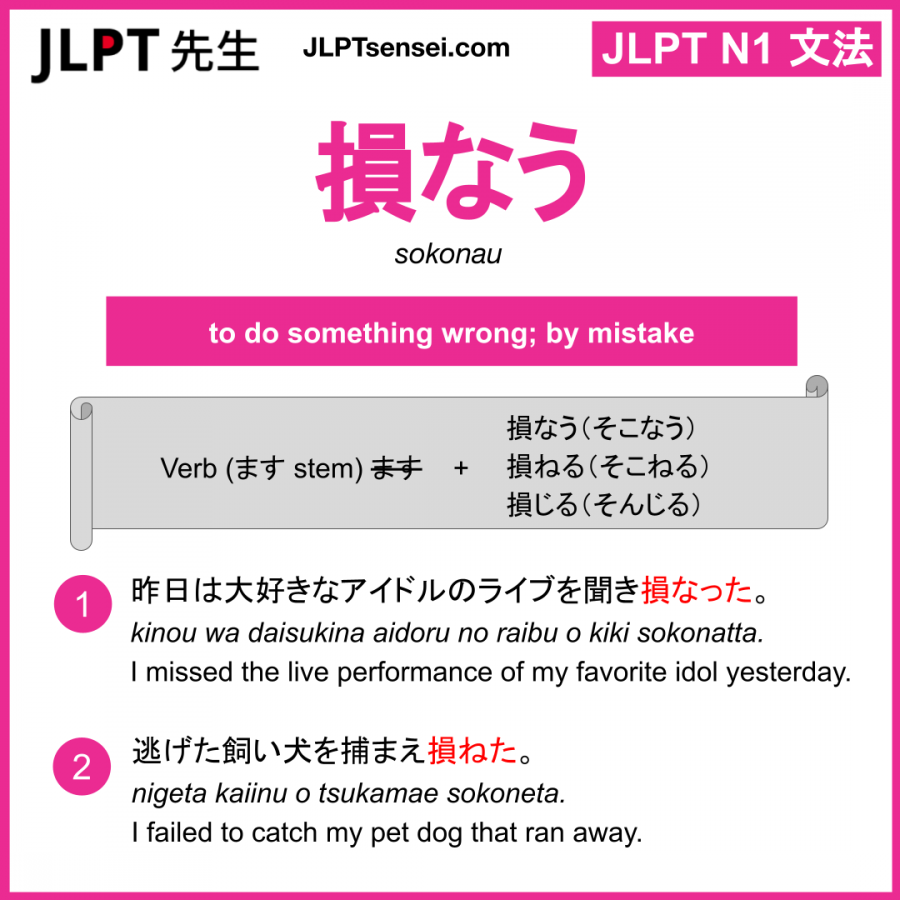 JLPT先生
JLPTsensei.com
JLPT N1 文法
損なう
sokonau
to do something wrong; by mistake
損なう（そこなう）
Verb (ます stem) ます + 損ねる（そこねる）
損じる（そんじる）
1 昨日は大好きなアイドルのライブを聞き損なった。
kinou wa daisukina aidoru no raibu o kiki sokonatta.
I missed the live performance of my favorite idol yesterday.
2 逃げた飼い犬を捕まえ損ねた。
nigeta kaiinu o tsukamae sokoneta.
I failed to catch my pet dog that ran away.